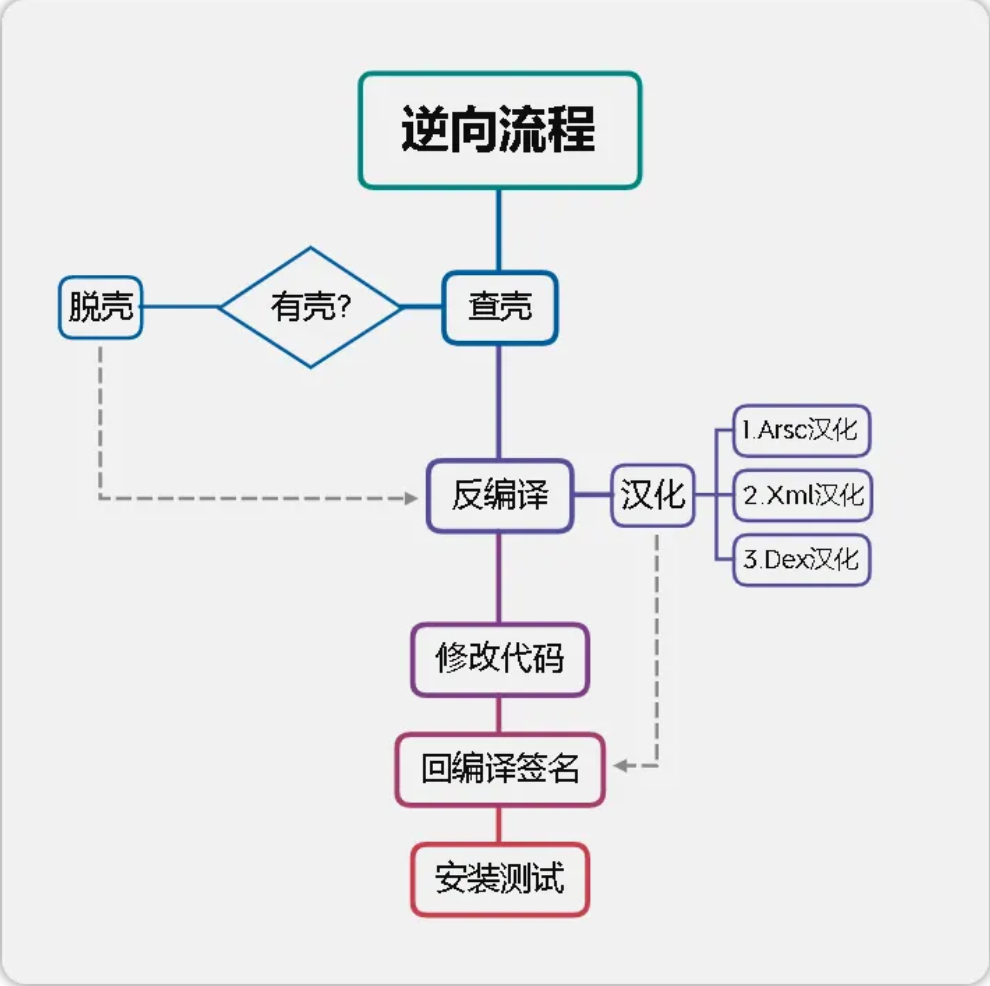 逆向流程
脱壳
有壳?
查壳
反编译
汉化
1.Arsc汉化
2.Xml汉化
3.Dex汉化
修改代码
回编译签名
安装测试